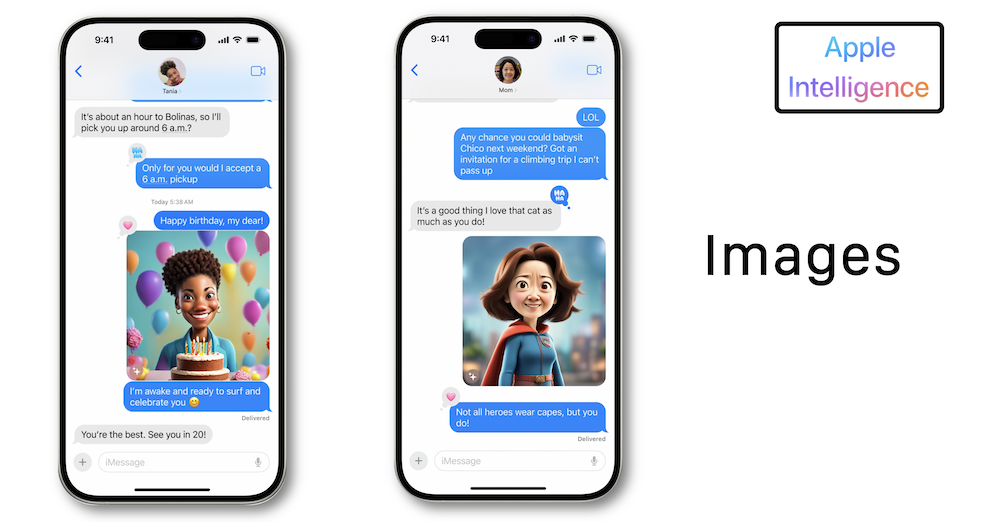 9:41
Tania
It's about an hour to Bolinas, so I'll
pick you up around 6 a.m.?
HA
HA
Only for you would I accept a
6 a.m. pickup
Today 5:38 AM
Happy birthday, my dear!
I'm awake and ready to surf and
celebrate you 😊
Delivered
You're the best. See you in 20!
iMessage
9:41
Mom
LOL
Any chance you could babysit
Chico next weekend? Got an
invitation for a climbing trip I can't
pass up
HA
HA
It's a good thing I love that cat as
much as you do!
Not all heroes wear capes, but you
do!
Delivered
iMessage
Apple
Intelligence
Images